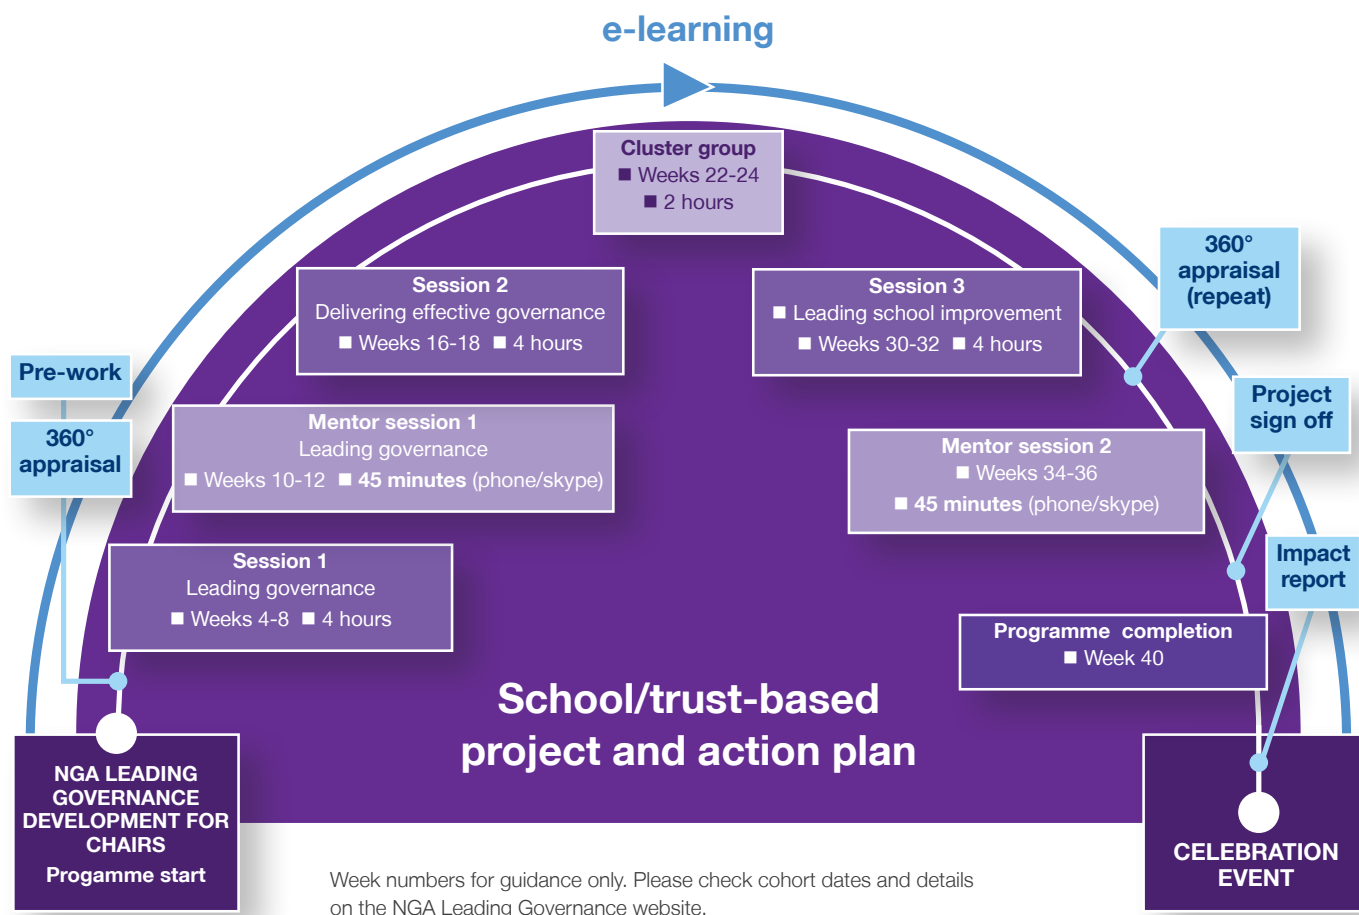 e-learning
Cluster group
■ Weeks 22-24
■ 2 hours
Session 2
Delivering effective governance
■ Weeks 16-18 ■ 4 hours
Session 3
■ Leading school improvement
■ Weeks 30-32 ■ 4 hours
360°
appraisal
(repeat)
Pre-work
360°
appraisal
Mentor session 1
Leading governance
■ Weeks 10-12 ■ 45 minutes (phone/skype)
Mentor session 2
■ Weeks 34-36
■ 45 minutes (phone/skype)
Project
sign off
Session 1
Leading governance
■ Weeks 4-8 ■ 4 hours
Impact
report
Programme completion
■ Week 40
School/trust-based
project and action plan
NGA LEADING
GOVERNANCE
DEVELOPMENT FOR
CHAIRS
Progamme start
CELEBRATION
EVENT
Week numbers for guidance only. Please check cohort dates and details
on the NGA Leading Governance website.